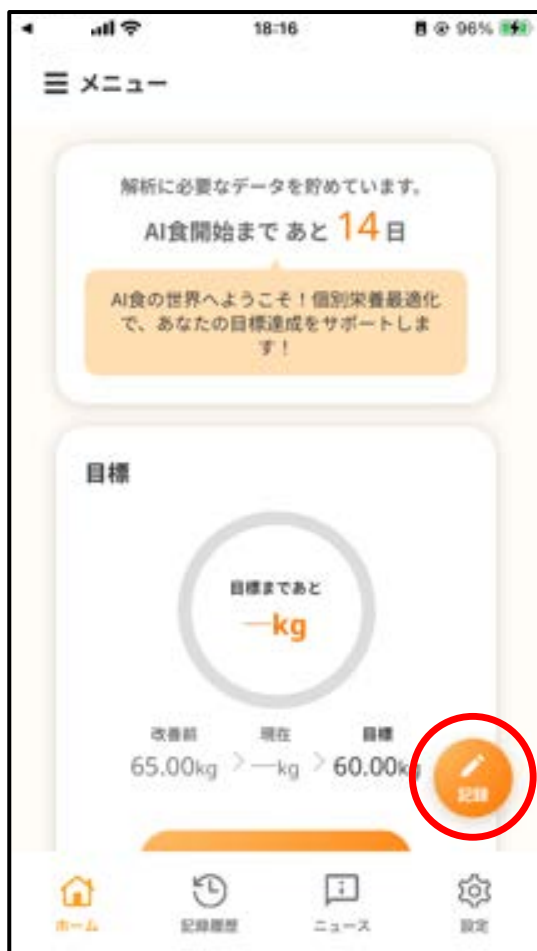 18:16
96%
メニュー
解析に必要なデータを貯めています。
AI食開始まで あと 14 日
AI食の世界へようこそ！個別栄養最適化
で、あなたの目標達成をサポートしま
す！
目標
目標まであと
—kg
改善前 現在 目標
65.00kg > —kg > 60.00kg
記録
ホーム 記録履歴 ニュース 設定